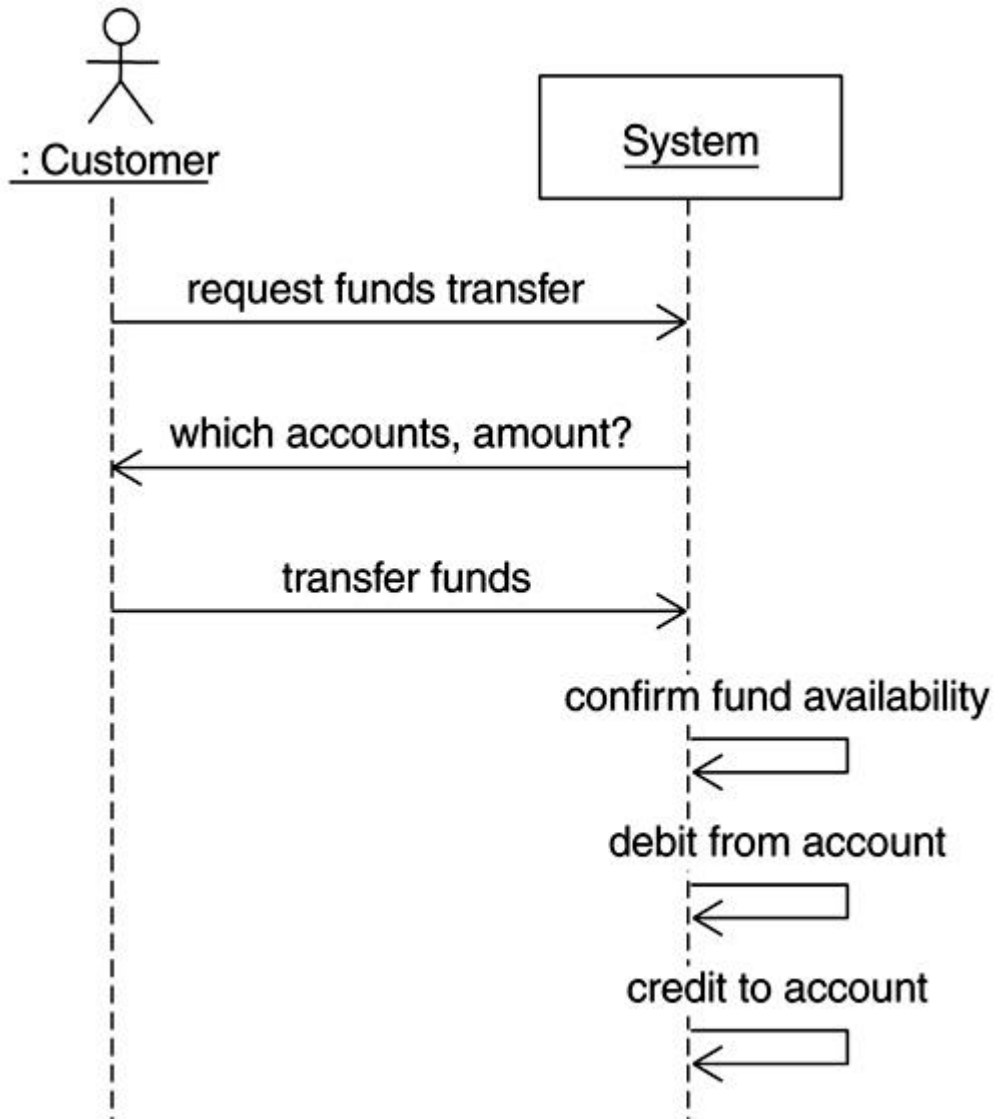 : Customer
System
request funds transfer
which accounts, amount?
transfer funds
confirm fund availability
debit from account
credit to account